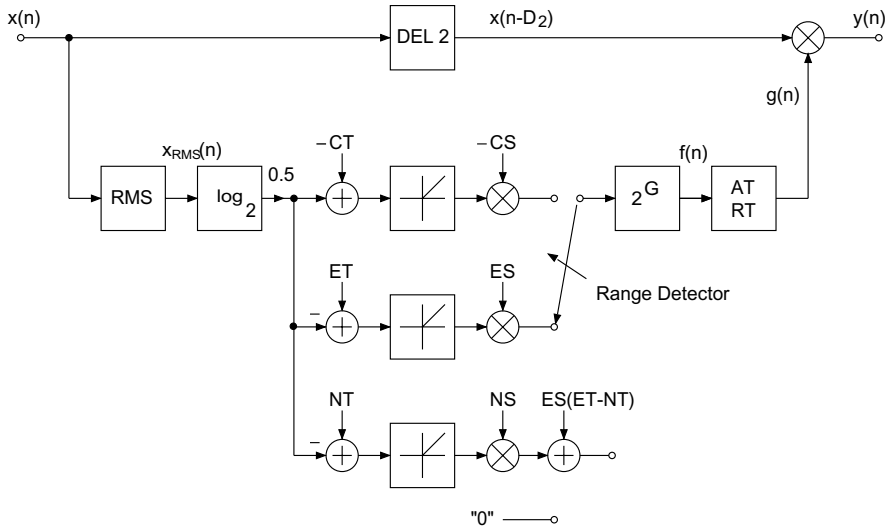 x(n)
x(n-D2)
y(n)
DEL 2
g(n)
xRMS(n)
0.5
–CT
–CS
f(n)
RMS
log2
+
2G
AT
RT
ET
ES
Range Detector
–
+
NT
NS
ES(ET-NT)
–
+
+
"0"